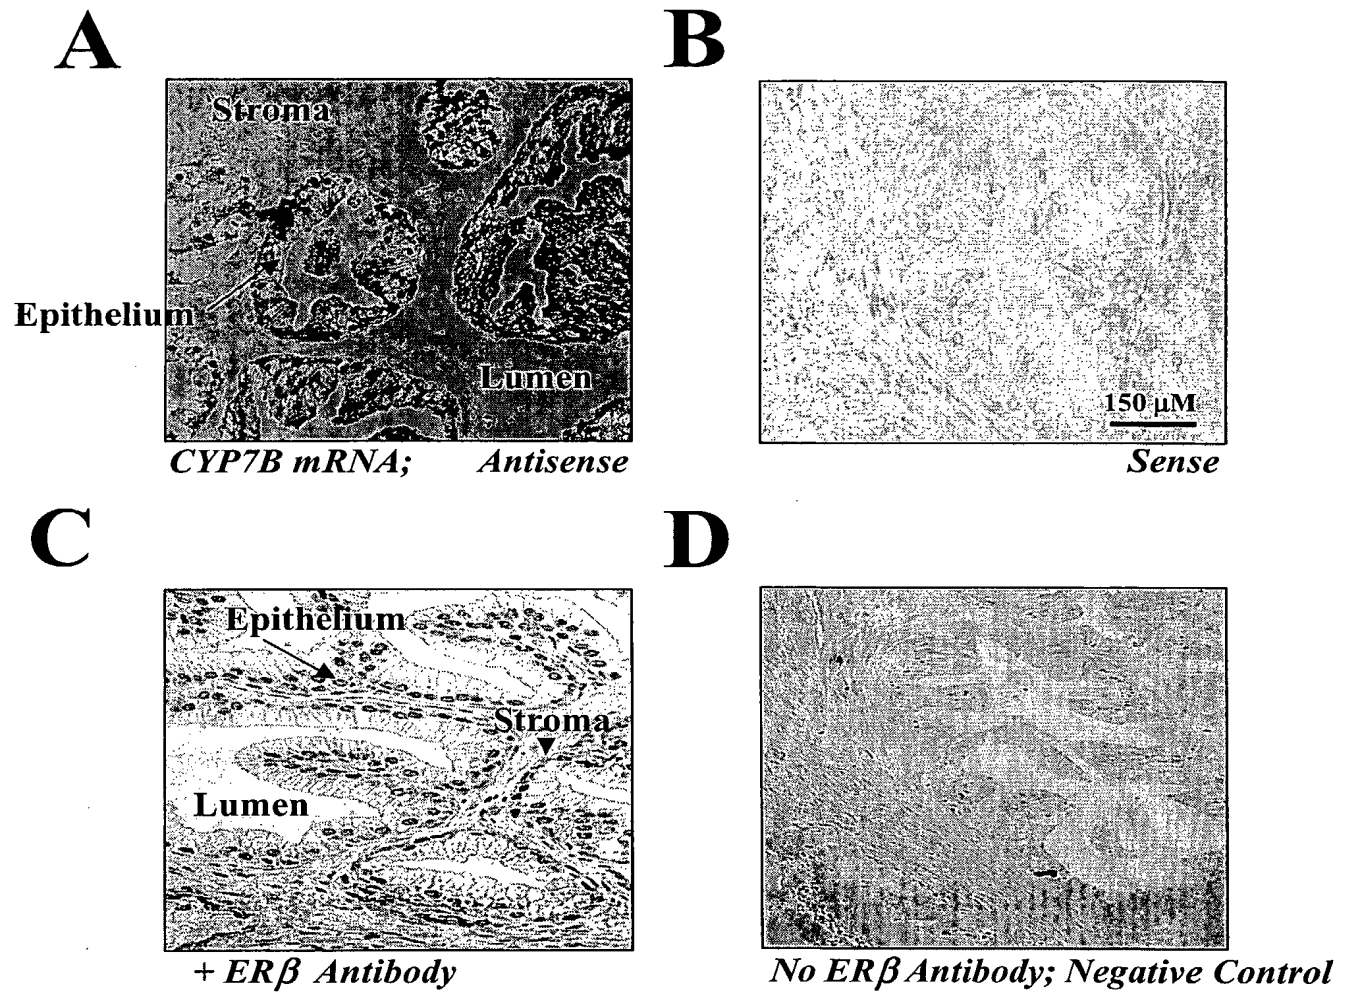 A
B
Stroma
Epithelium
Lumen
150 µM
CYP7B mRNA; Antisense
Sense
C
D
Epithelium
Stroma
Lumen
+ ERβ Antibody
No ERβ Antibody; Negative Control